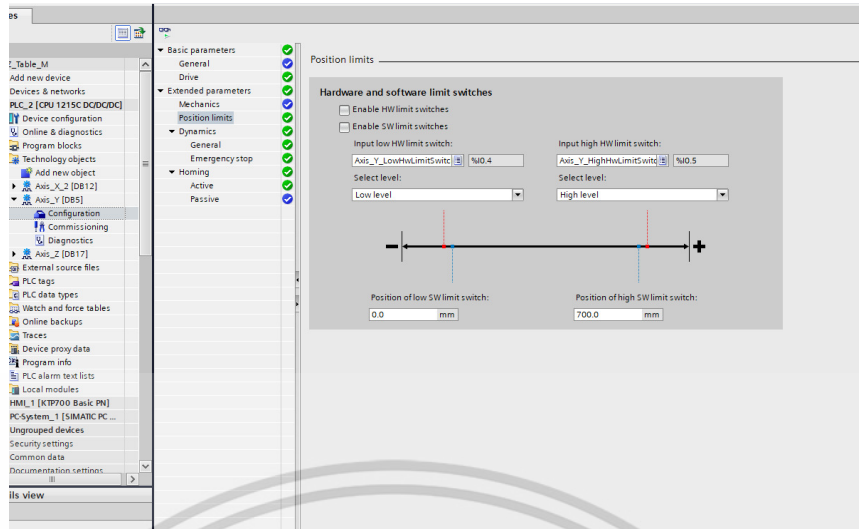 es
Z_Table_M
Add new device
Devices & networks
PLC_2 [CPU 1215C DC/DC/DC]
Device configuration
Online & diagnostics
Program blocks
Technology objects
Add new object
Axis_X_2 [DB12]
Axis_Y [DB5]
Configuration
Commissioning
Diagnostics
Axis_Z [DB17]
External source files
PLC tags
PLC data types
Watch and force tables
Online backups
Traces
Device proxy data
Program info
PLC alarm text lists
Local modules
HMI_1 [KTP700 Basic PN]
PC-System_1 [SIMATIC PC ...
Ungrouped devices
Security settings
Common data
Documentation settings
ils view
Basic parameters
General
Drive
Extended parameters
Mechanics
Position limits
Dynamics
General
Emergency stop
Homing
Active
Passive
Position limits
Hardware and software limit switches
Enable HW limit switches
Enable SW limit switches
Input low HW limit switch: Input high HW limit switch:
Axis_Y_LowHwLimitSwitc %I0.4 Axis_Y_HighHwLimitSwitc %I0.5
Select level: Select level:
Low level High level
Position of low SW limit switch: Position of high SW limit switch:
0.0 mm 700.0 mm